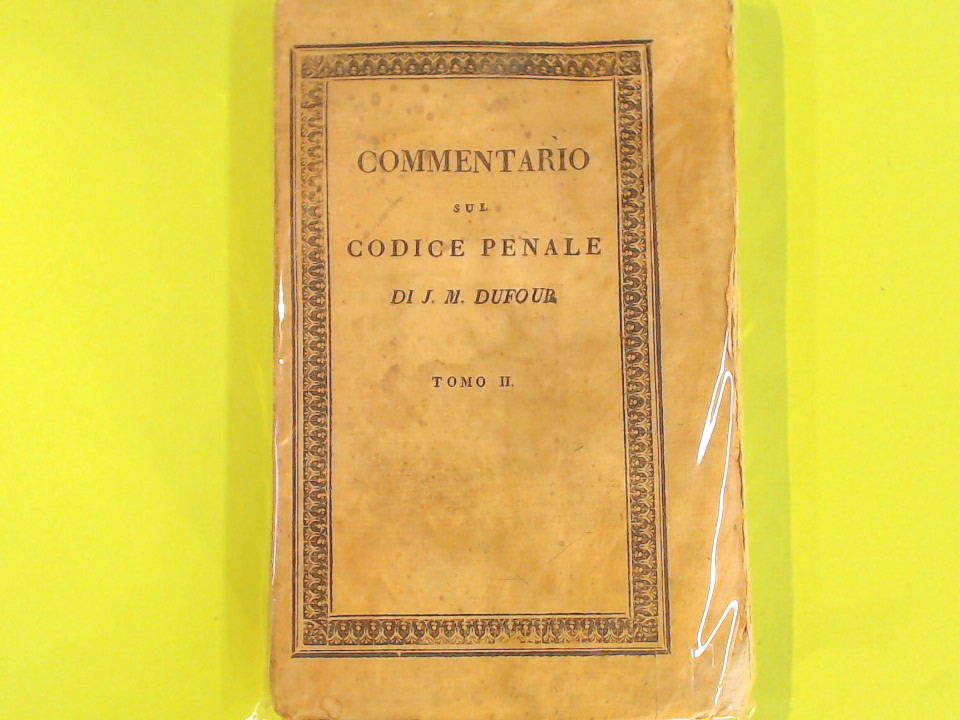 COMMENTARIO
SUL
CODICE PENALE
DI J. M. DUFOUR
TOMO II.